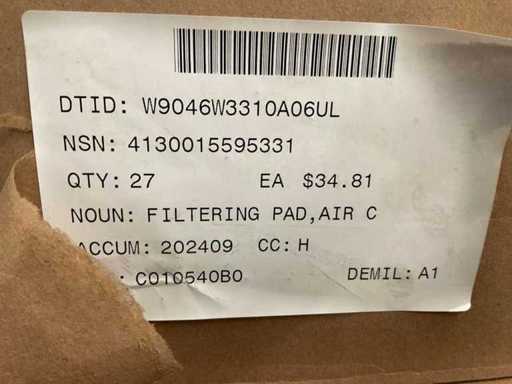 DTID: W9046W3310A06UL
NSN: 4130015595331
QTY: 27 EA $34.81
NOUN: FILTERING PAD,AIR C
ACCUM: 202409 CC: H
: C010540B0 DEMIL: A1